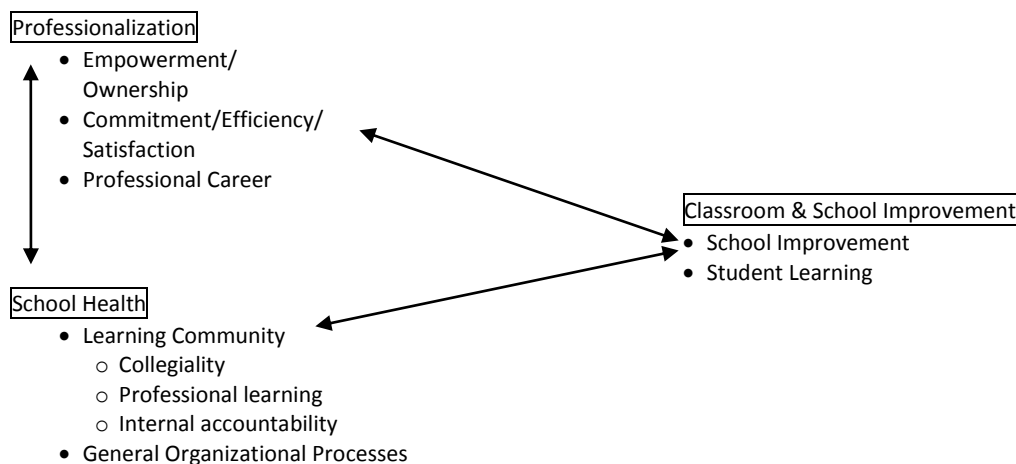 Professionalization
• Empowerment/
Ownership
• Commitment/Efficiency/
Satisfaction
• Professional Career
Classroom & School Improvement
• School Improvement
• Student Learning
School Health
• Learning Community
o Collegiality
o Professional learning
o Internal accountability
• General Organizational Processes